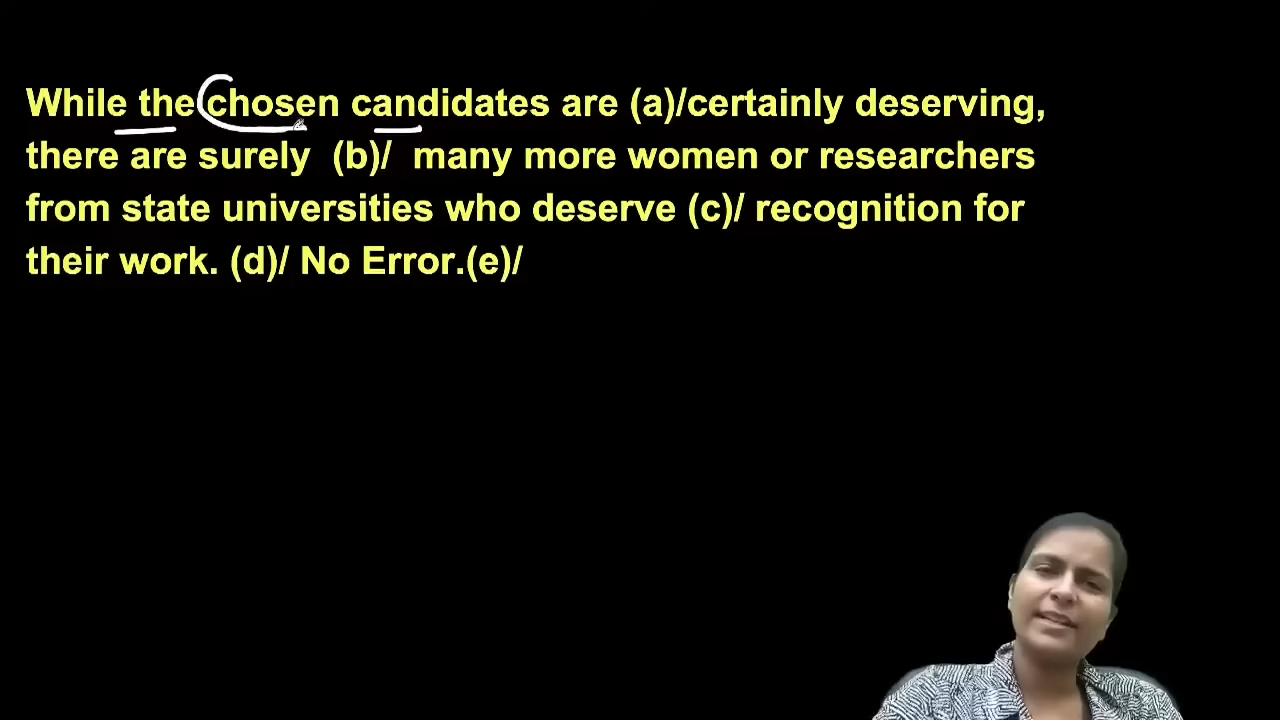 While the chosen candidates are (a)/certainly deserving,
there are surely (b)/ many more women or researchers
from state universities who deserve (c)/ recognition for
their work. (d)/ No Error.(e)/